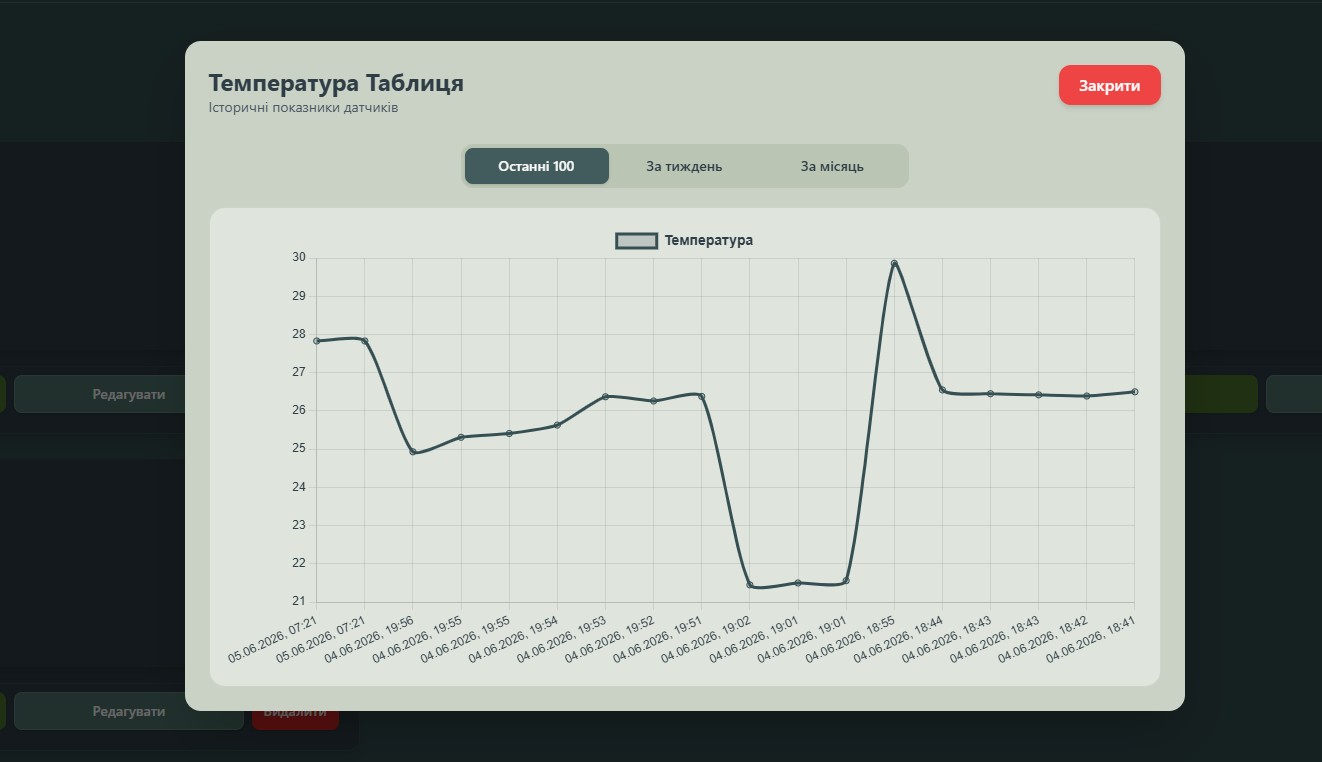 Температура Таблиця
Закрити
Історичні показники датчиків
Останні 100
За тиждень
За місяць
Температура
30
29
28
27
26
25
24
23
22
21
05.06.2026, 07:21
05.06.2026, 07:21
04.06.2026, 19:56
04.06.2026, 19:55
04.06.2026, 19:55
04.06.2026, 19:54
04.06.2026, 19:53
04.06.2026, 19:52
04.06.2026, 19:51
04.06.2026, 19:02
04.06.2026, 19:01
04.06.2026, 19:01
04.06.2026, 18:55
04.06.2026, 18:44
04.06.2026, 18:43
04.06.2026, 18:43
04.06.2026, 18:42
04.06.2026, 18:41
Редагувати
Редагувати
Видалити